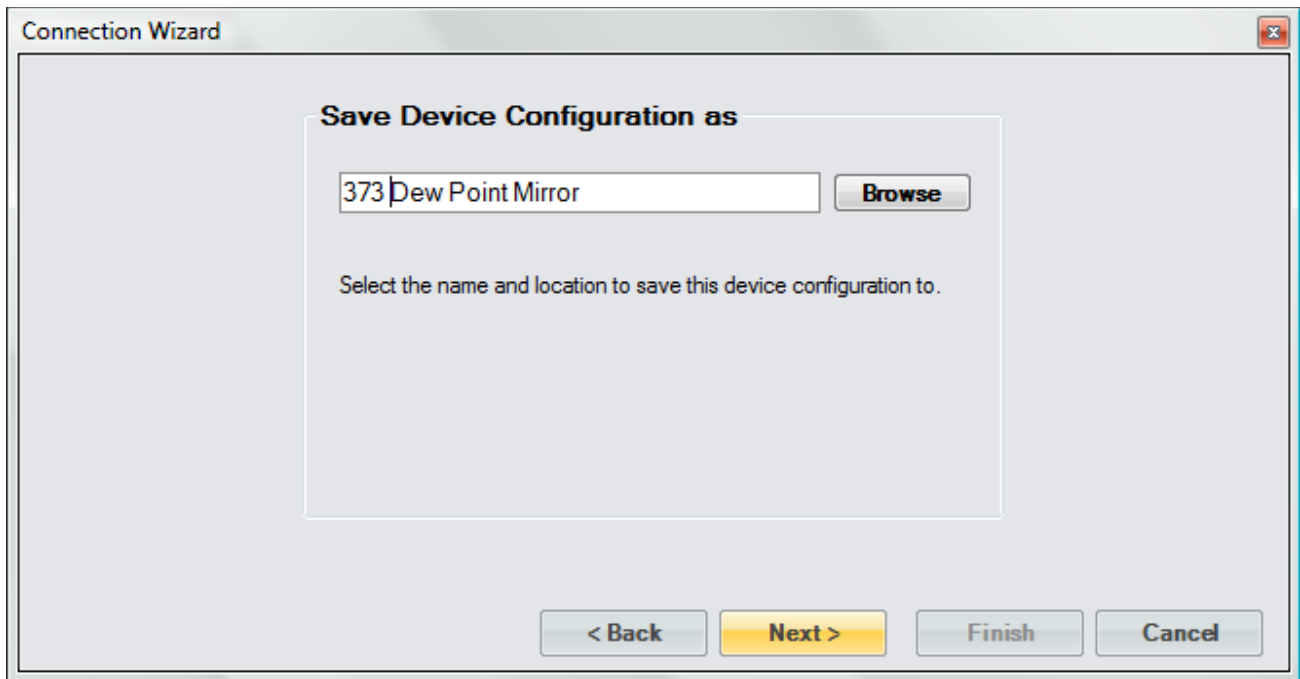 Connection Wizard
Save Device Configuration as
373 Dew Point Mirror
Browse
Select the name and location to save this device configuration to.
< Back
Next >
Finish
Cancel